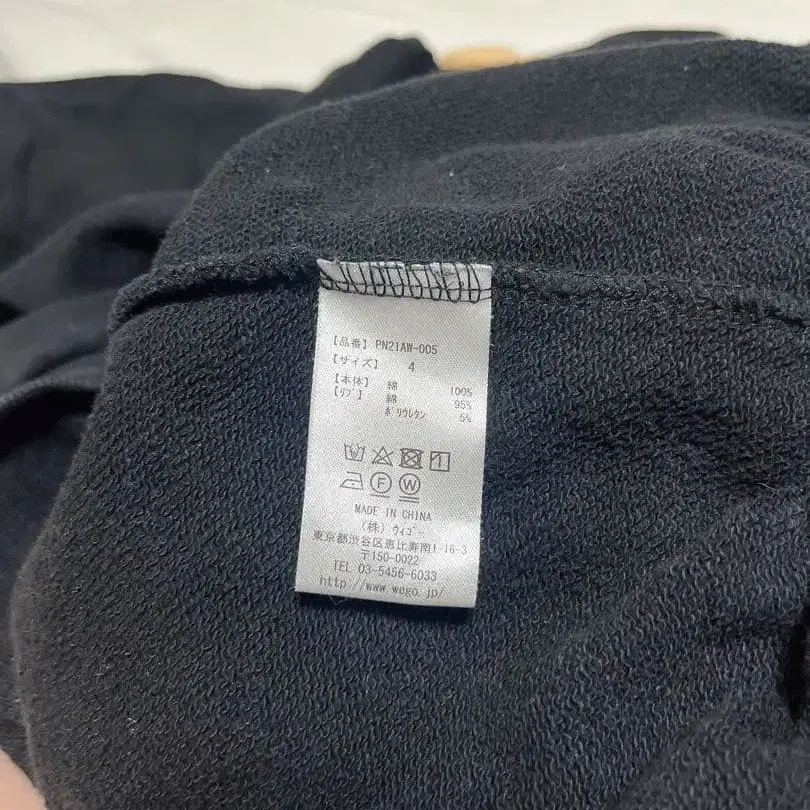 【品番】 PN21AW-005
【サイズ】 4
【本体】 綿 100%
【リブ】 綿 95%
ポリウレタン 5%
F W
MADE IN CHINA
(株) ウィゴー
東京都渋谷区恵比寿南1-16-3
〒150-0022
TEL 03-5456-6033
http://www.wego.jp/